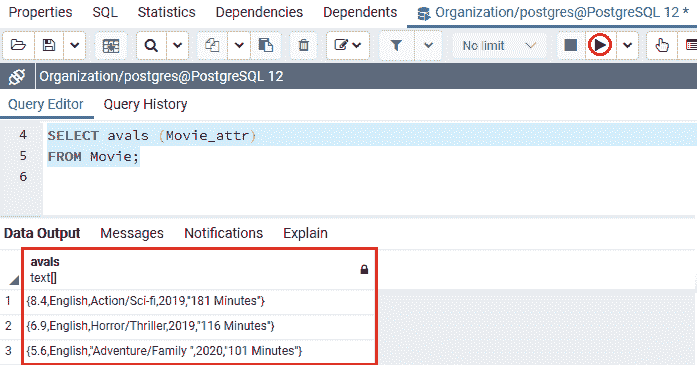 Properties SQL Statistics Dependencies Dependents Organization/postgres@PostgreSQL 12 *
No limit
Organization/postgres@PostgreSQL 12
Query Editor Query History
4 SELECT avals (Movie_attr)
5 FROM Movie;
6
Data Output Messages Notifications Explain
avals
text[]
1 {8.4,English,Action/Sci-fi,2019,"181 Minutes"}
2 {6.9,English,Horror/Thriller,2019,"116 Minutes"}
3 {5.6,English,"Adventure/Family ",2020,"101 Minutes"}